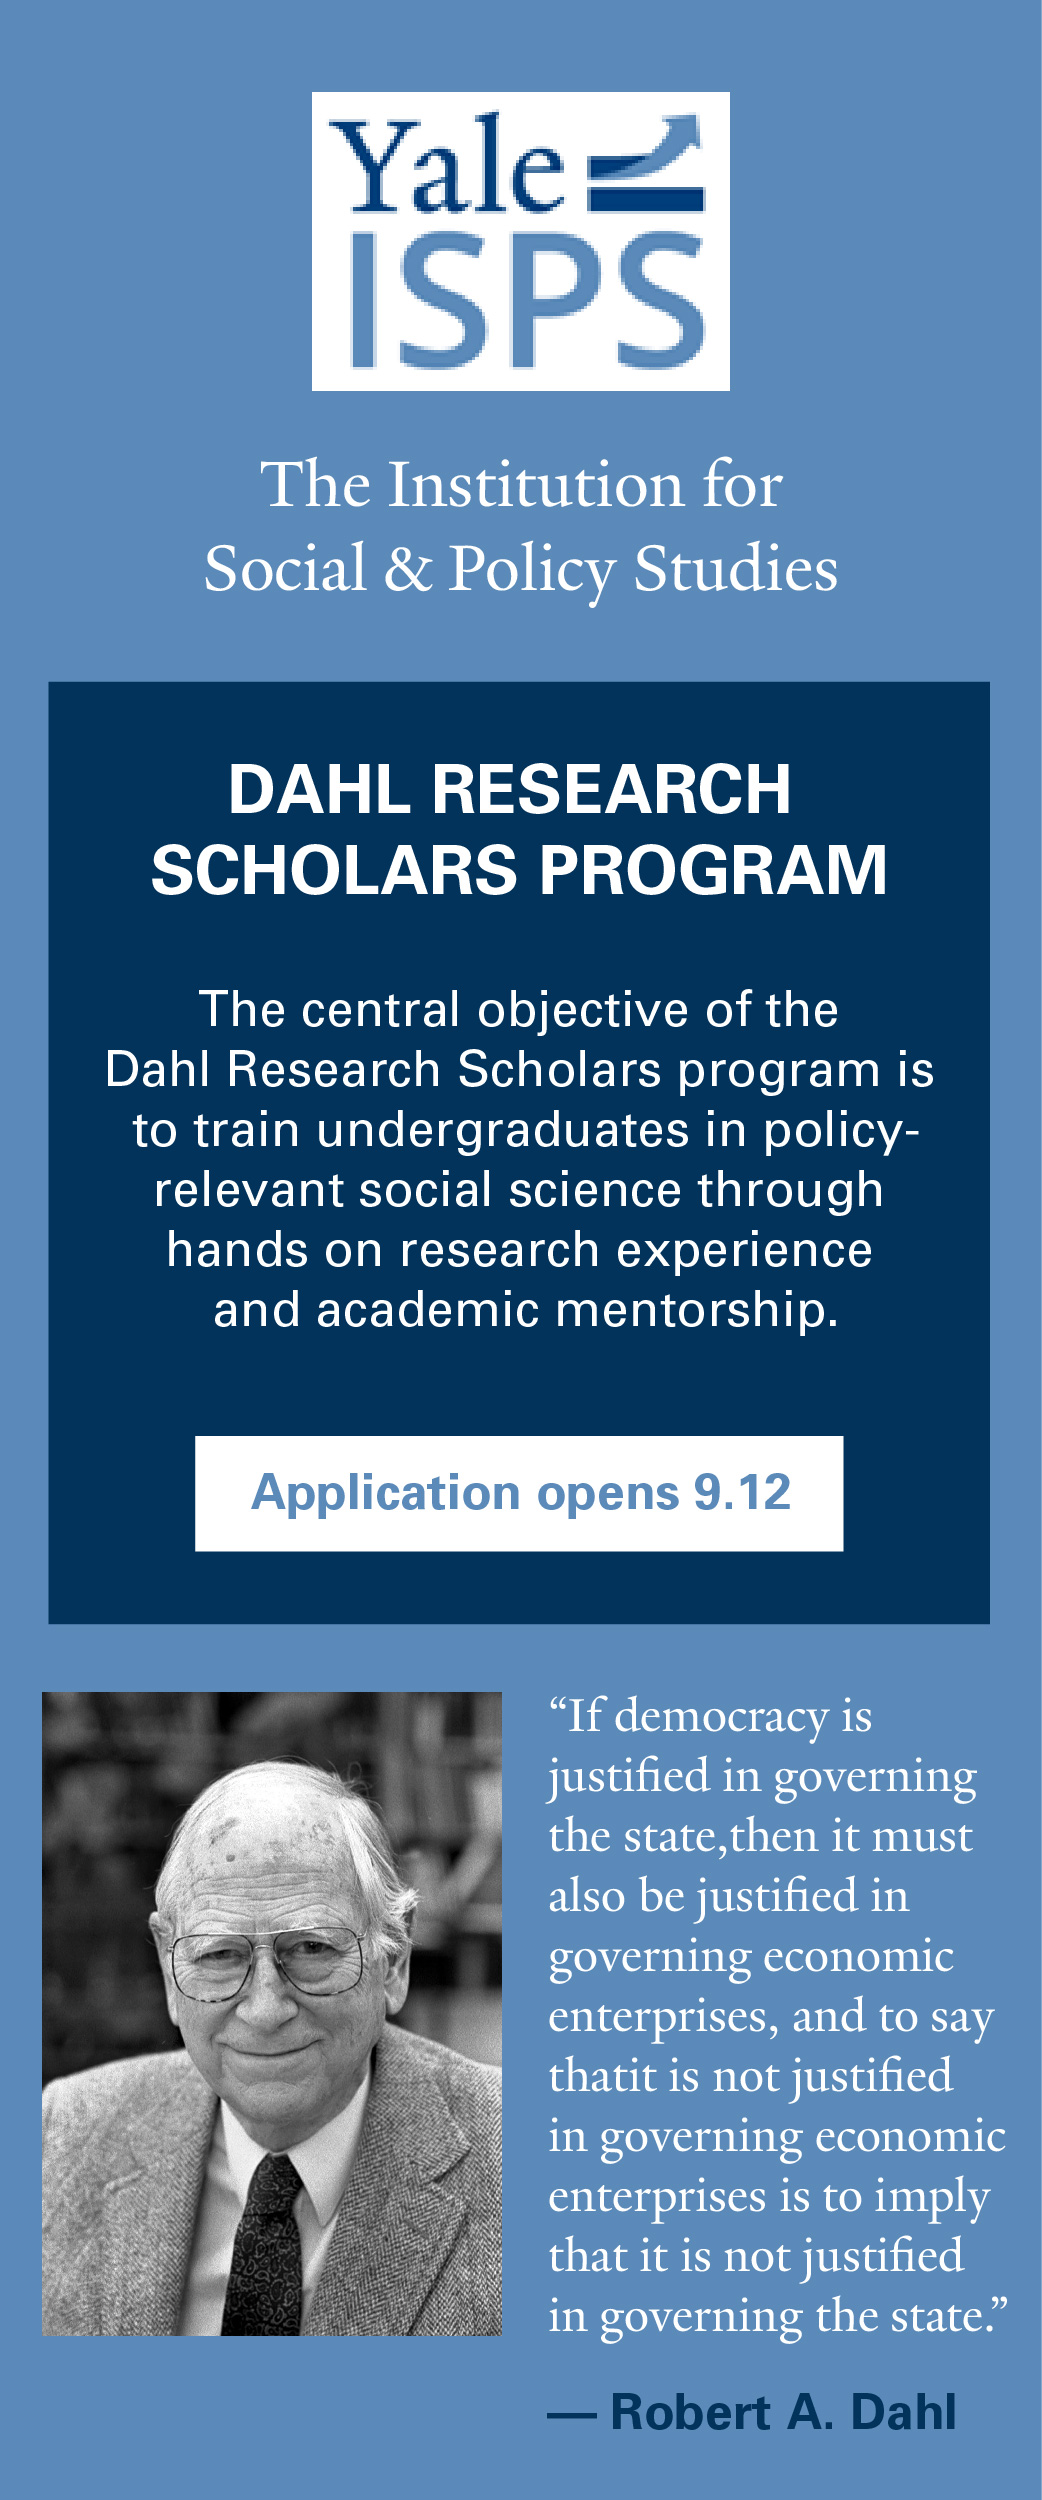 Yale
ISPS
The Institution for
Social & Policy Studies
DAHL RESEARCH
SCHOLARS PROGRAM
The central objective of the
Dahl Research Scholars program is
to train undergraduates in policy-
relevant social science through
hands on research experience
and academic mentorship.
Application opens 9.12
“If democracy is
justified in governing
the state,then it must
also be justified in
governing economic
enterprises, and to say
thatit is not justified
in governing economic
enterprises is to imply
that it is not justified
in governing the state.”
— Robert A. Dahl